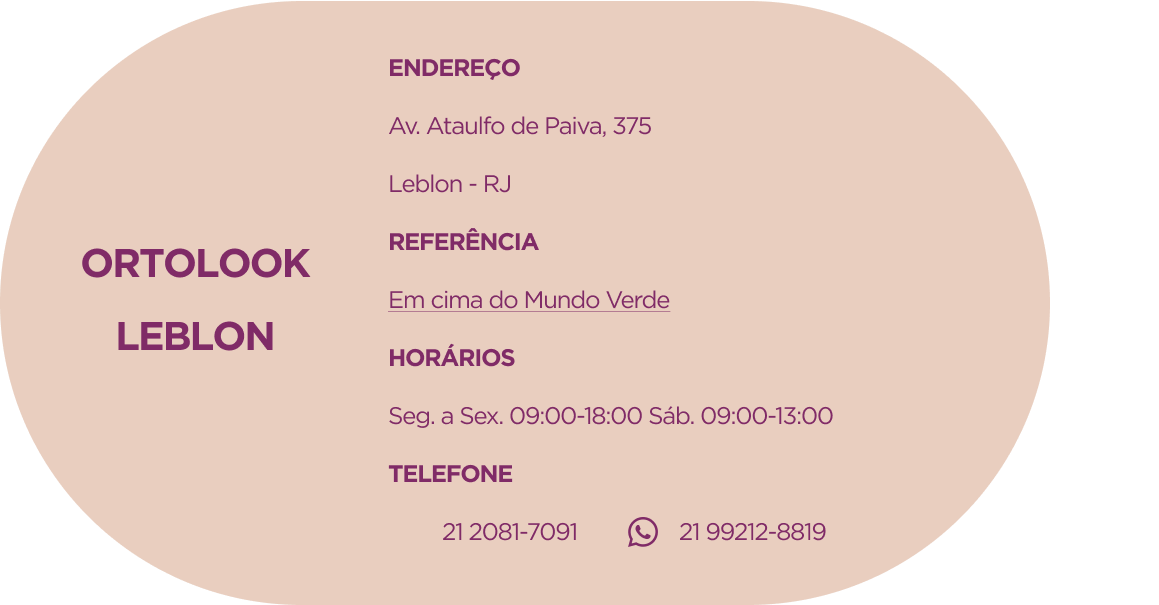 ORTOLOOK
LEBLON
ENDEREÇO
Av. Ataulfo de Paiva, 375
Leblon - RJ
REFERÊNCIA
Em cima do Mundo Verde
HORÁRIOS
Seg. a Sex. 09:00-18:00 Sáb. 09:00-13:00
TELEFONE
21 2081-7091 21 99212-8819